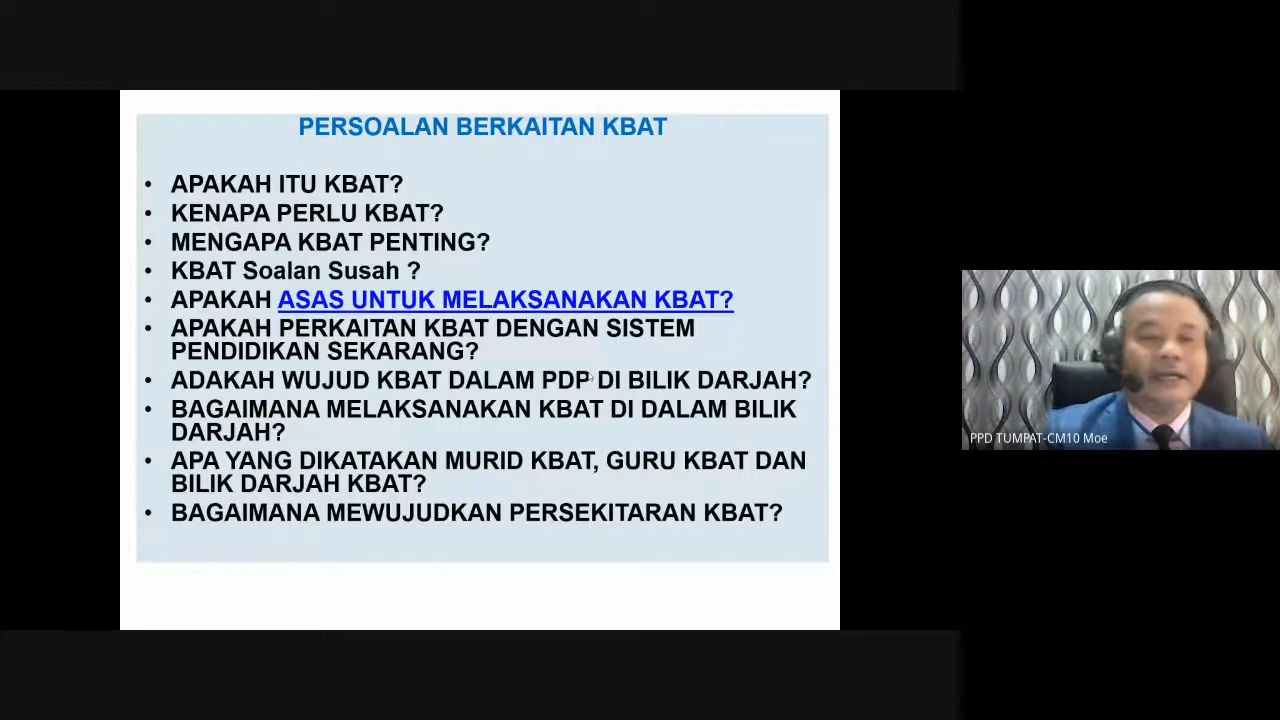 PERSOALAN BERKAITAN KBAT
• APAKAH ITU KBAT?
• KENAPA PERLU KBAT?
• MENGAPA KBAT PENTING?
• KBAT Soalan Susah ?
• APAKAH ASAS UNTUK MELAKSANAKAN KBAT?
• APAKAH PERKAITAN KBAT DENGAN SISTEM
PENDIDIKAN SEKARANG?
• ADAKAH WUJUD KBAT DALAM PDP DI BILIK DARJAH?
• BAGAIMANA MELAKSANAKAN KBAT DI DALAM BILIK
DARJAH?
• APA YANG DIKATAKAN MURID KBAT, GURU KBAT DAN
BILIK DARJAH KBAT?
• BAGAIMANA MEWUJUDKAN PERSEKITARAN KBAT?
PPD TUMPAT-CM10 Moe